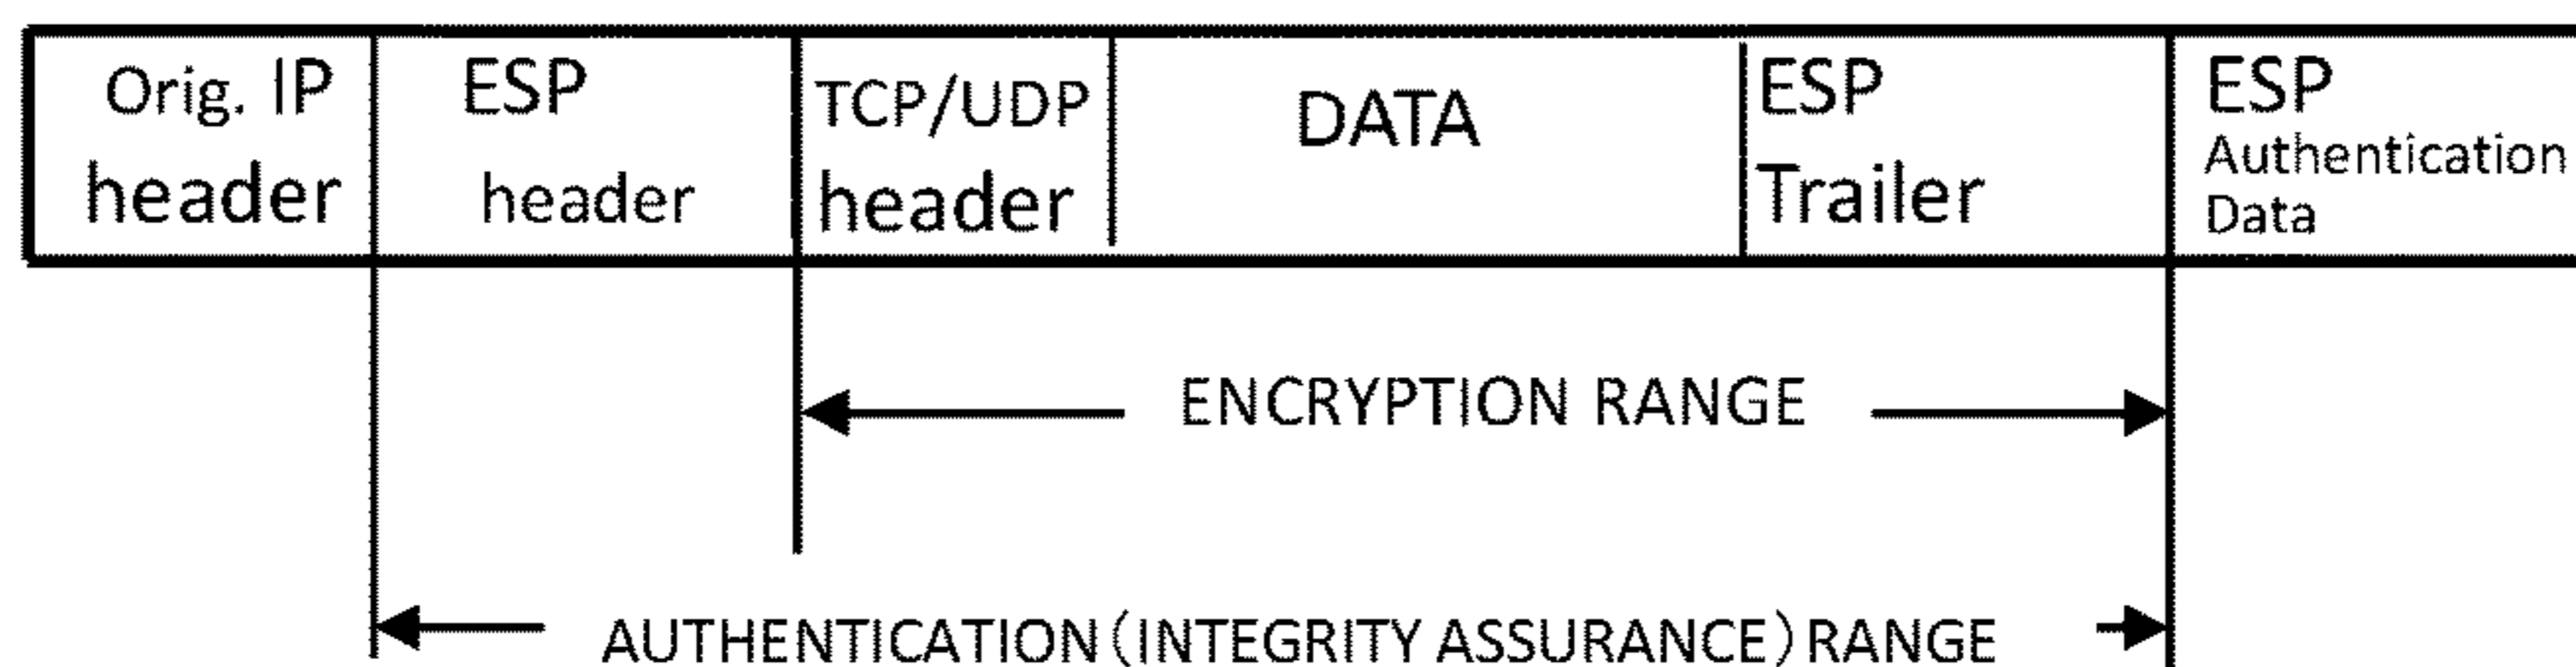 Orig. IP
header
ESP
header
TCP/UDP
header
DATA
ESP
Trailer
ESP
Authentication
Data
ENCRYPTION RANGE
AUTHENTICATION(INTEGRITY ASSURANCE)RANGE